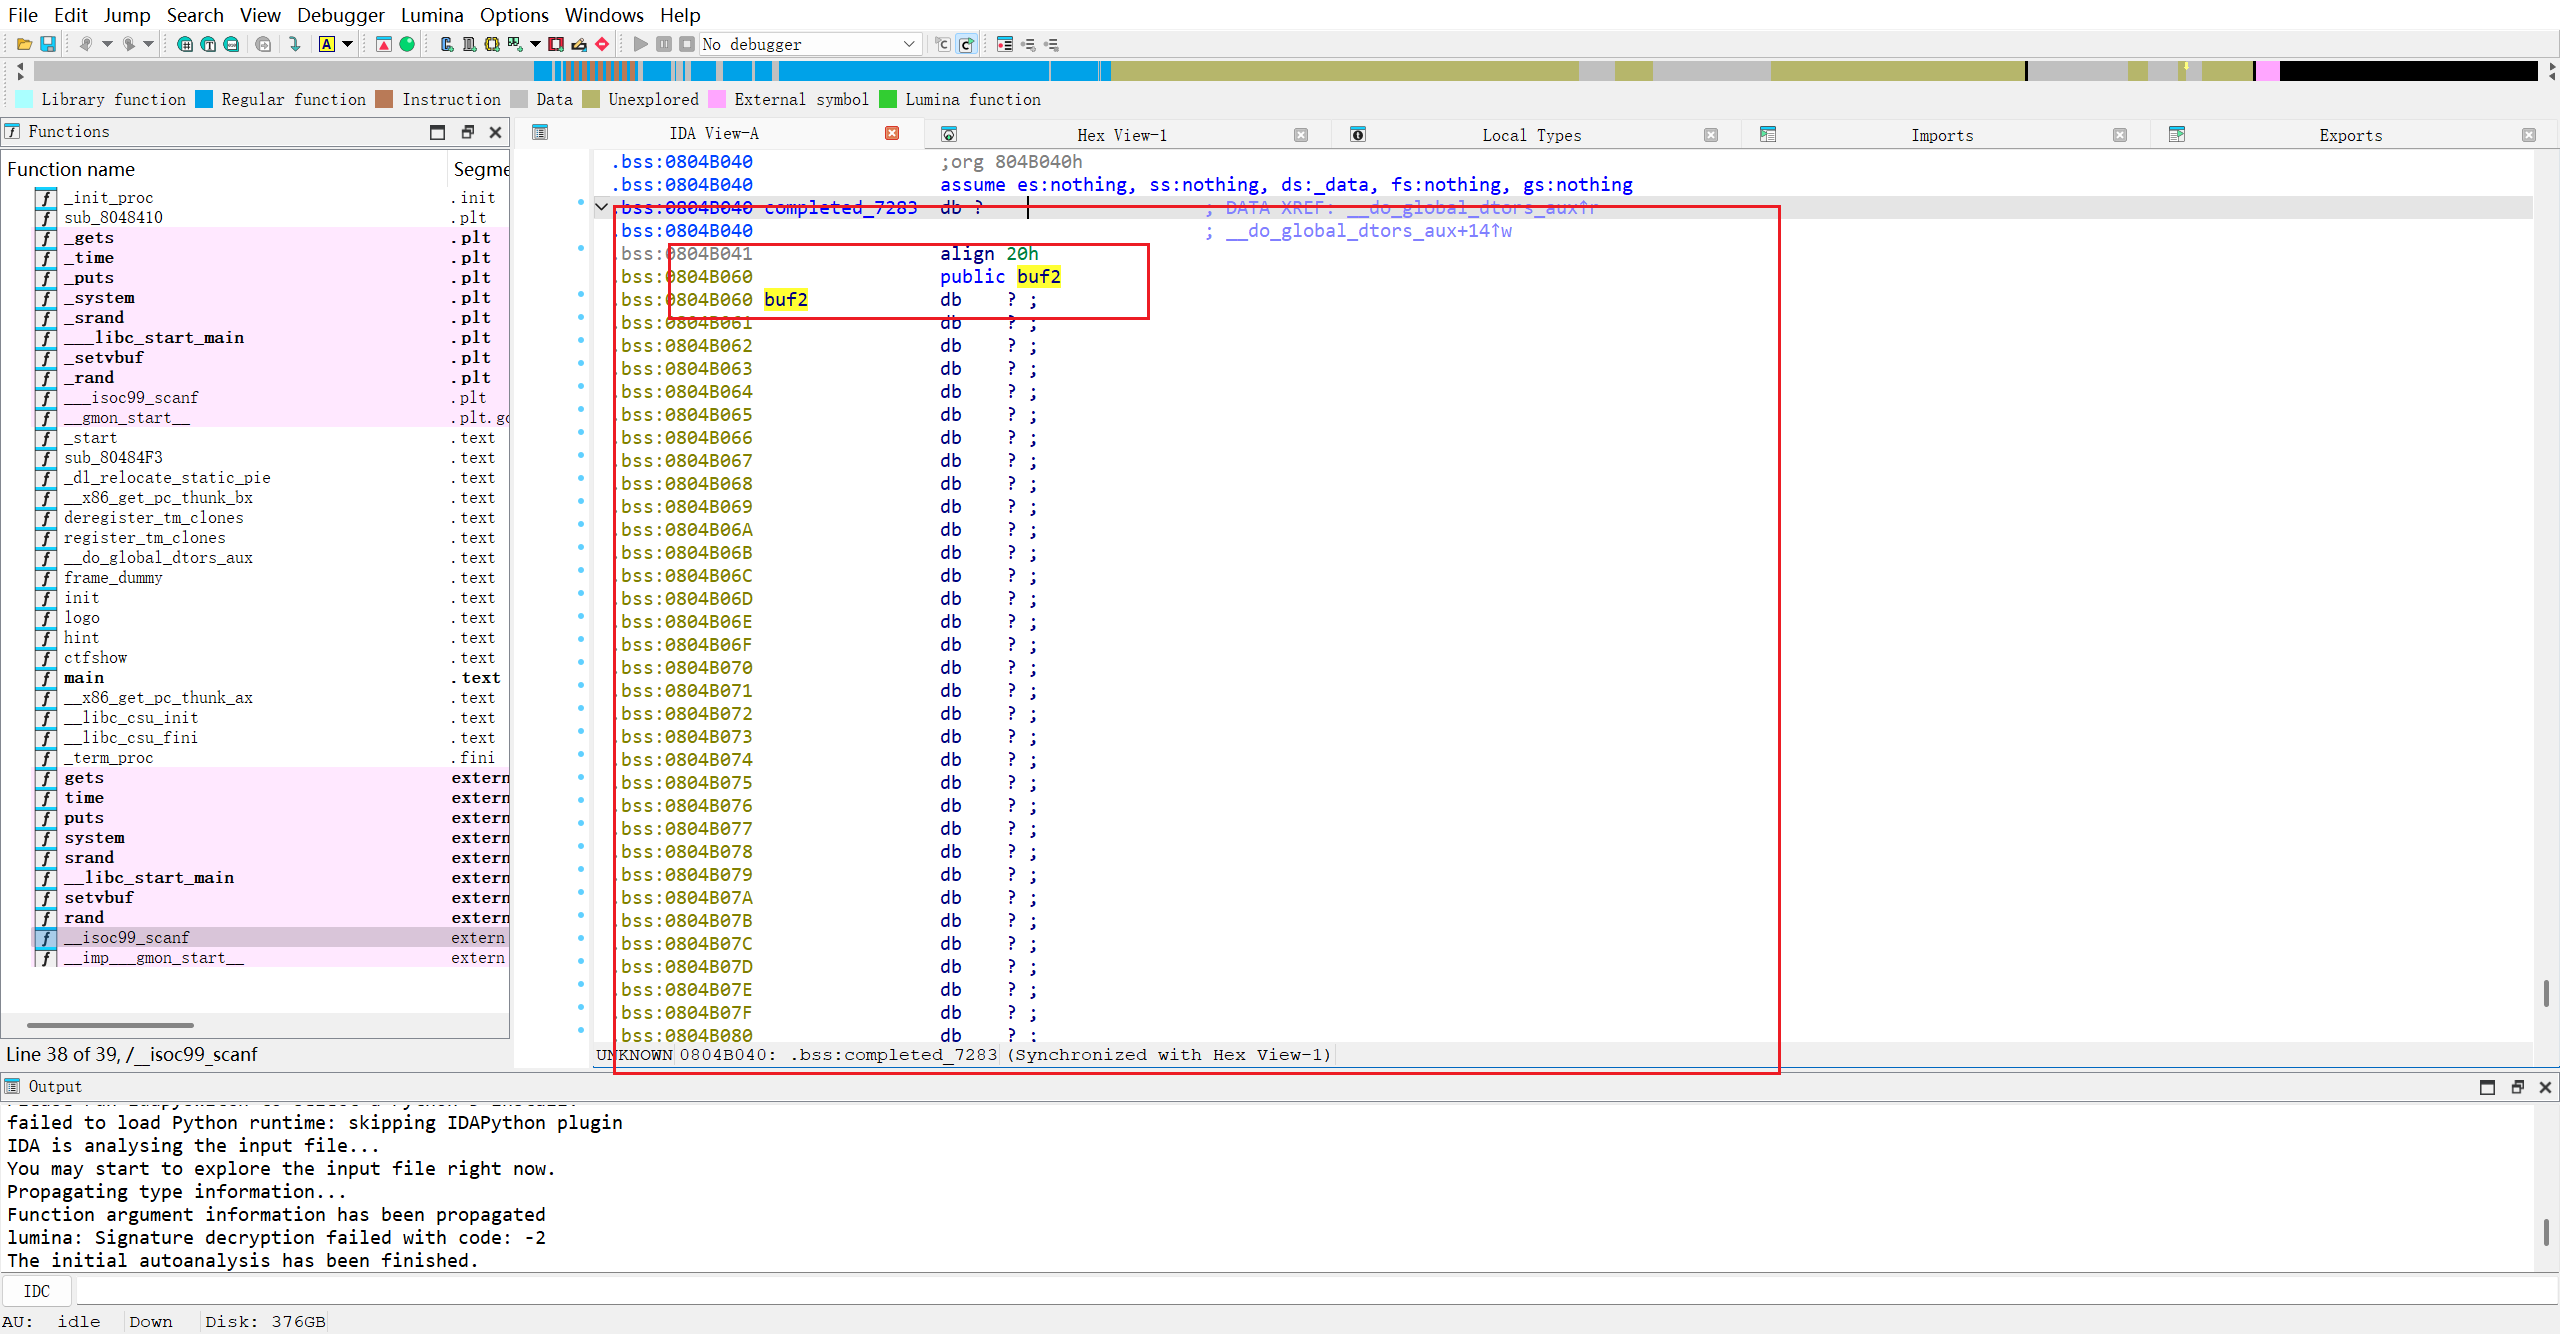 File Edit Jump Search View Debugger Lumina Options Windows Help
No debugger
Library function Regular function Instruction Data Unexplored External symbol Lumina function
Functions
Function name Segme
_init_proc .init
sub_8048410 .plt
_gets .plt
_time .plt
_puts .plt
_system .plt
_srand .plt
___libc_start_main .plt
_setvbuf .plt
_rand .plt
___isoc99_scanf .plt
__gmon_start__ .plt.go
_start .text
sub_80484F3 .text
_dl_relocate_static_pie .text
__x86_get_pc_thunk_bx .text
deregister_tm_clones .text
register_tm_clones .text
__do_global_dtors_aux .text
frame_dummy .text
init .text
logo .text
hint .text
ctfshow .text
main .text
__x86_get_pc_thunk_ax .text
__libc_csu_init .text
__libc_csu_fini .text
_term_proc .fini
gets extern
time extern
puts extern
system extern
srand extern
__libc_start_main extern
setvbuf extern
rand extern
__isoc99_scanf extern
__imp___gmon_start__ extern
Line 38 of 39, /__isoc99_scanf
IDA View-A Hex View-1 Local Types Imports Exports
.bss:0804B040 ;org 804B040h
.bss:0804B040 assume es:nothing, ss:nothing, ds:_data, fs:nothing, gs:nothing
.bss:0804B040 completed_7283 db ? ; DATA XREF: __do_global_dtors_aux↑r
.bss:0804B040 ; __do_global_dtors_aux+14↑w
.bss:0804B041 align 20h
.bss:0804B060 public buf2
.bss:0804B060 buf2 db ? ;
.bss:0804B061 db ? ;
.bss:0804B062 db ? ;
.bss:0804B063 db ? ;
.bss:0804B064 db ? ;
.bss:0804B065 db ? ;
.bss:0804B066 db ? ;
.bss:0804B067 db ? ;
.bss:0804B068 db ? ;
.bss:0804B069 db ? ;
.bss:0804B06A db ? ;
.bss:0804B06B db ? ;
.bss:0804B06C db ? ;
.bss:0804B06D db ? ;
.bss:0804B06E db ? ;
.bss:0804B06F db ? ;
.bss:0804B070 db ? ;
.bss:0804B071 db ? ;
.bss:0804B072 db ? ;
.bss:0804B073 db ? ;
.bss:0804B074 db ? ;
.bss:0804B075 db ? ;
.bss:0804B076 db ? ;
.bss:0804B077 db ? ;
.bss:0804B078 db ? ;
.bss:0804B079 db ? ;
.bss:0804B07A db ? ;
.bss:0804B07B db ? ;
.bss:0804B07C db ? ;
.bss:0804B07D db ? ;
.bss:0804B07E db ? ;
.bss:0804B07F db ? ;
.bss:0804B080 db ? ;
UNKNOWN 0804B040: .bss:completed_7283 (Synchronized with Hex View-1)
Output
failed to load Python runtime: skipping IDAPython plugin
IDA is analysing the input file...
You may start to explore the input file right now.
Propagating type information...
Function argument information has been propagated
lumina: Signature decryption failed with code: -2
The initial autoanalysis has been finished.
IDC
AU: idle Down Disk: 376GB